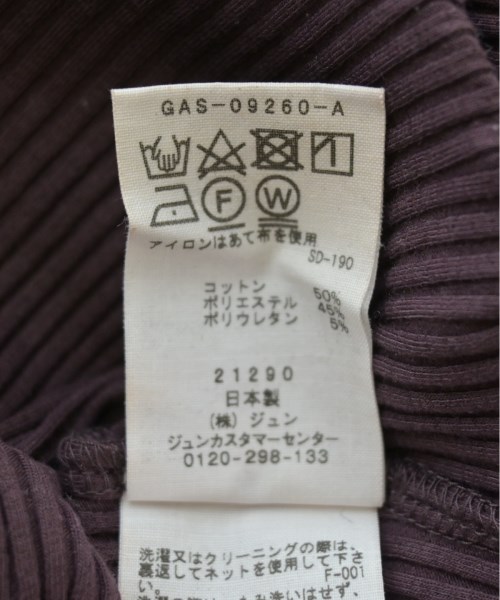 GAS-09260-A
F W
アイロンはあて布を使用
SD-190
コットン 50%
ポリエステル 45%
ポリウレタン 5%
21290
日本製
(株) ジュン
ジュンカスタマーセンター
0120-298-133
洗濯又はクリーニングの際は、
裏返してネットを使用して下さ
い。 F-001